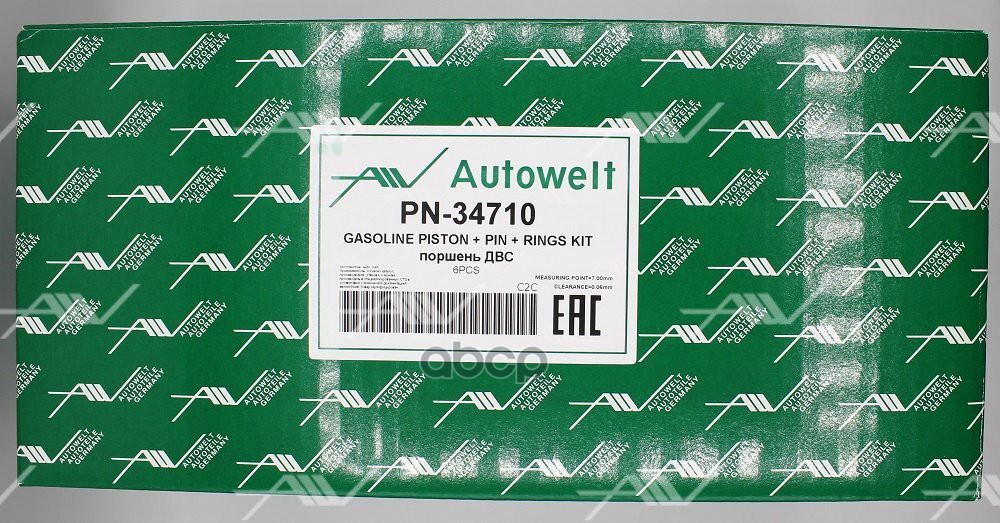 Autowelt
PN-34710
GASOLINE PISTON + PIN + RINGS KIT
поршень ДВС
6PCS
MEASURING POINT=7.00mm
C2C CLEARANCE=0.06mm
EAC
abcp
AUTOWELT
AUTOTEILE
GERMANY